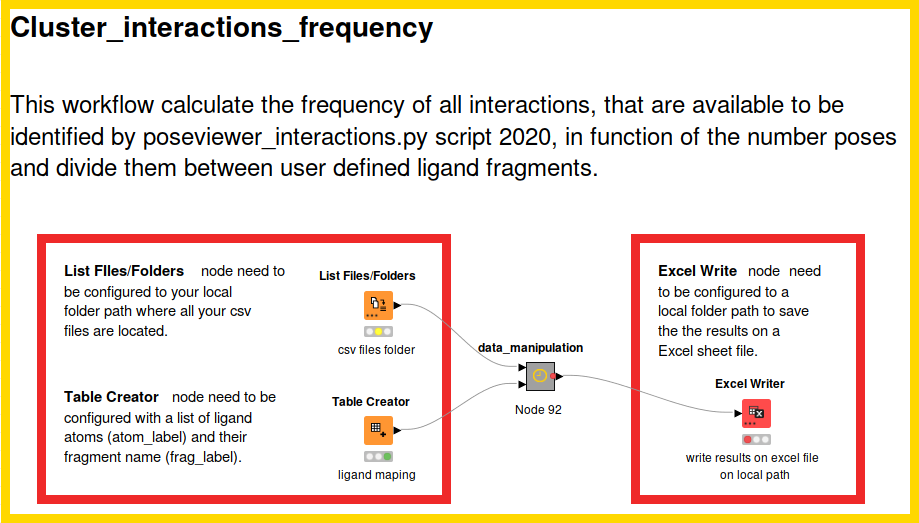 Cluster_interactions_frequency
This workflow calculate the frequency of all interactions, that are available to be
identified by poseviewer_interactions.py script 2020, in function of the number poses
and divide them between user defined ligand fragments.
List FIles/Folders node need to
be configured to your local
folder path where all your csv
files are located.
List Files/Folders
csv files folder
Table Creator node need to be
configured with a list of ligand
atoms (atom_label) and their
fragment name (frag_label).
Table Creator
ligand maping
data_manipulation
Node 92
Excel Write node need
to be configured to a
local folder path to save
the the results on a
Excel sheet file.
Excel Writer
write results on excel file
on local path